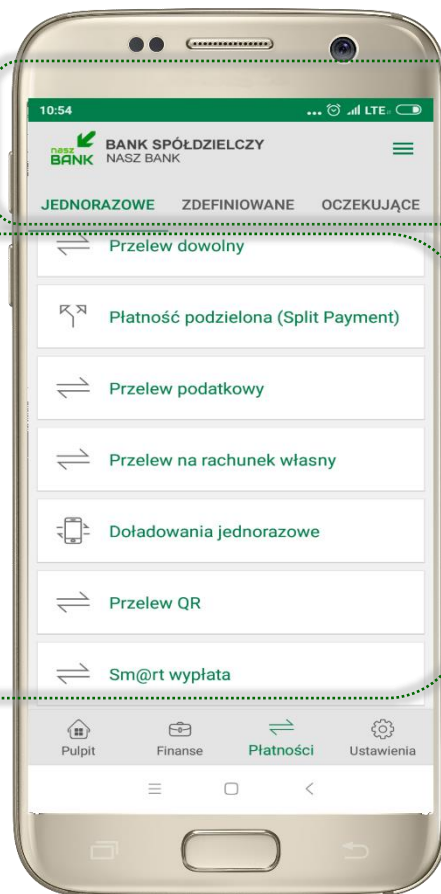 10:54
... LTE
nasz BANK
BANK SPÓŁDZIELCZY
NASZ BANK
JEDNORAZOWE ZDEFINIOWANE OCZEKUJĄCE
Przelew dowolny
Płatność podzielona (Split Payment)
Przelew podatkowy
Przelew na rachunek własny
Doładowania jednorazowe
Przelew QR
Sm@rt wypłata
Pulpit Finanse Płatności Ustawienia